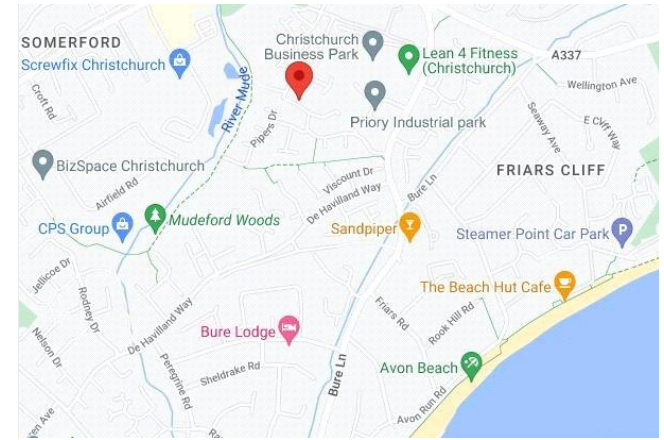 SOMERFORD
Screwfix Christchurch
Croft Rd
River Mude
Christchurch
Business Park
Lean 4 Fitness
(Christchurch)
A337
Wellington Ave
Pipers Dr
Priory Industrial park
Seaway Ave
E Cliff Way
BizSpace Christchurch
Airfield Rd
Viscount Dr
De Havilland Way
Bure Ln
FRIARS CLIFF
CPS Group
Mudeford Woods
Sandpiper
Steamer Point Car Park
P
Jellicoe Dr
Rodney Dr
The Beach Hut Cafe
De Havilland Way
Friars Rd
Rook Hill Rd
Nelson Dr
Bure Lodge
Peregrine Rd
Sheldrake Rd
Bure Ln
Avon Beach
Avon Run Rd